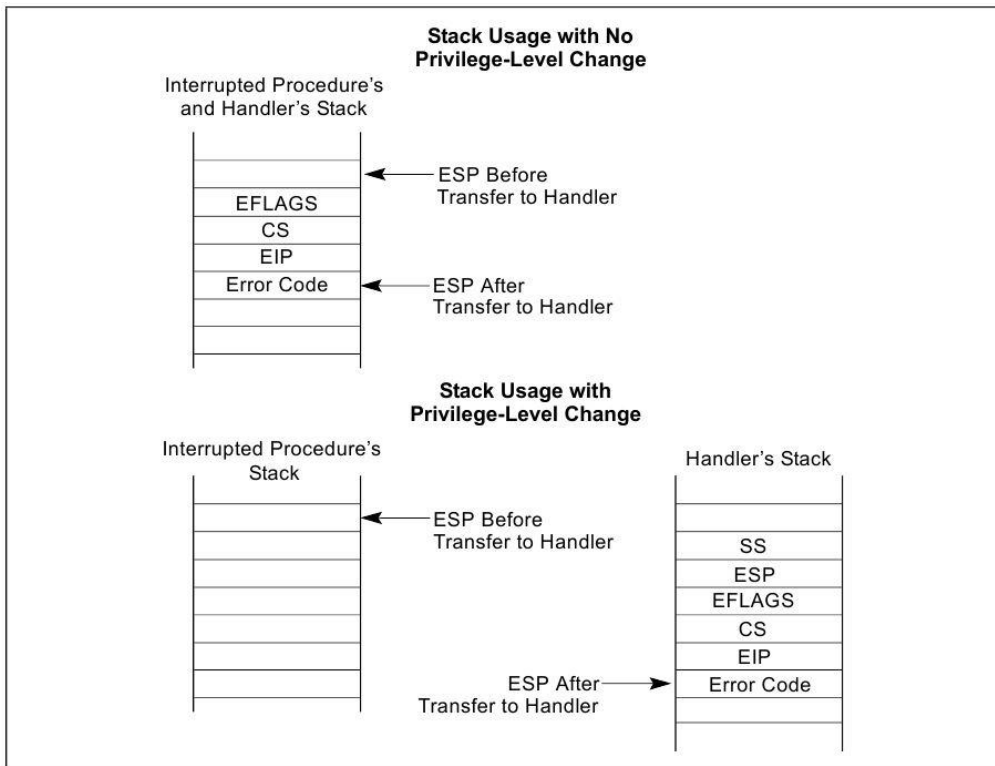 Stack Usage with No
Privilege-Level Change
Interrupted Procedure's
and Handler's Stack
ESP Before
Transfer to Handler
EFLAGS
CS
EIP
Error Code
ESP After
Transfer to Handler
Stack Usage with
Privilege-Level Change
Interrupted Procedure's
Stack
Handler's Stack
ESP Before
Transfer to Handler
SS
ESP
EFLAGS
CS
EIP
ESP After
Transfer to Handler
Error Code